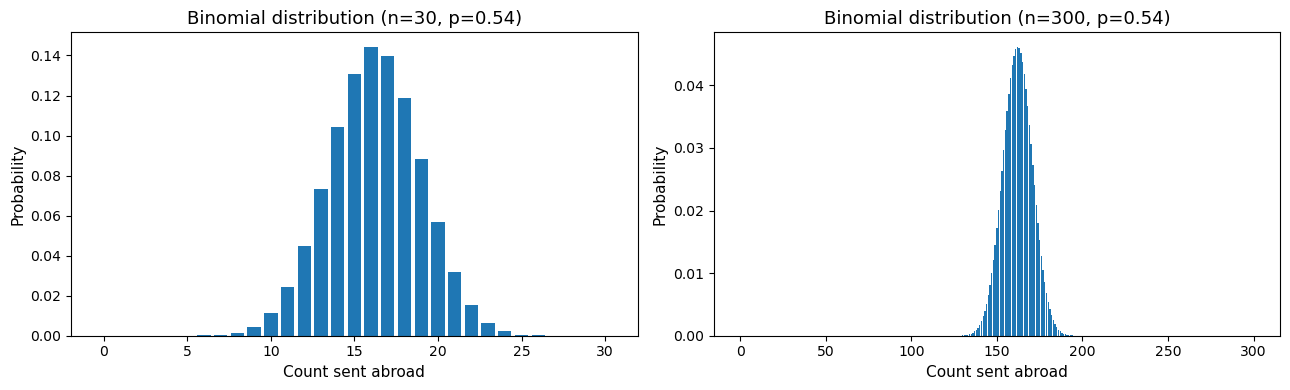 Binomial distribution (n=30, p=0.54)
0.14
0.12
0.10
0.08
0.06
0.04
0.02
0.00
Probability
0 5 10 15 20 25 30
Count sent abroad
Binomial distribution (n=300, p=0.54)
0.04
0.03
0.02
0.01
0.00
Probability
0 50 100 150 200 250 300
Count sent abroad